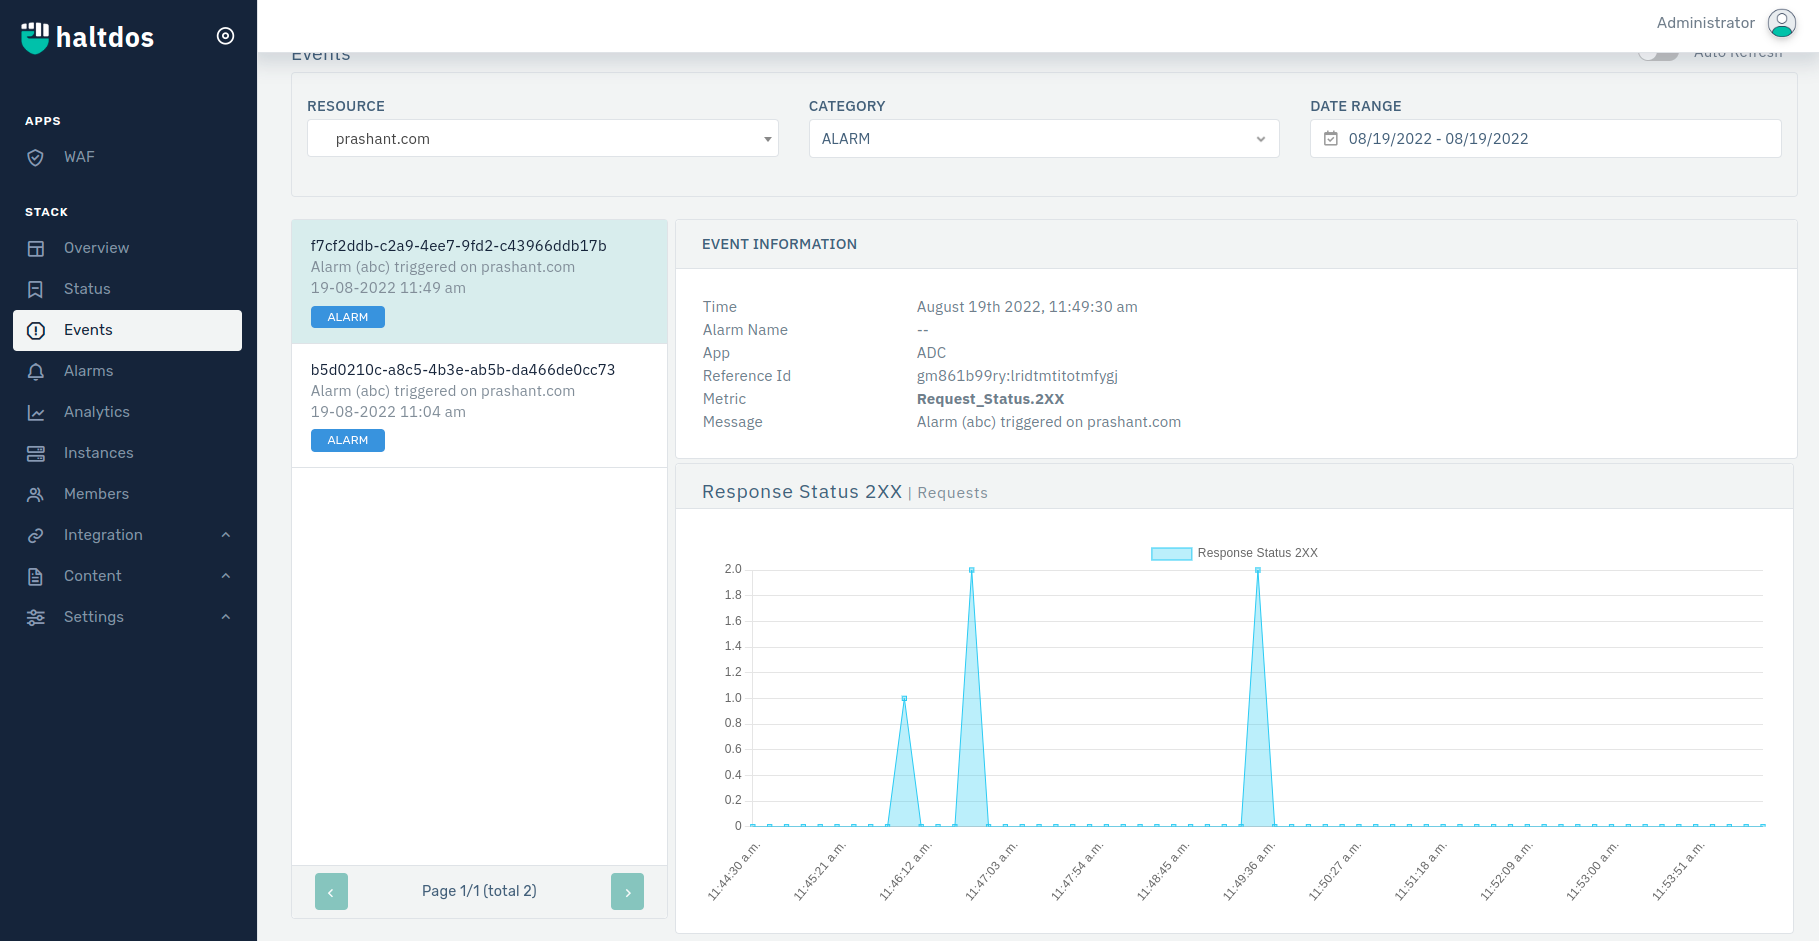 haltdos
Administrator
Events
Auto Refresh
APPS
WAF
STACK
Overview
Status
Events
Alarms
Analytics
Instances
Members
Integration
Content
Settings
RESOURCE
prashant.com
CATEGORY
ALARM
DATE RANGE
08/19/2022 - 08/19/2022
f7cf2ddb-c2a9-4ee7-9fd2-c43966ddb17b
Alarm (abc) triggered on prashant.com
19-08-2022 11:49 am
ALARM
b5d0210c-a8c5-4b3e-ab5b-da466de0cc73
Alarm (abc) triggered on prashant.com
19-08-2022 11:04 am
ALARM
Page 1/1 (total 2)
EVENT INFORMATION
Time August 19th 2022, 11:49:30 am
Alarm Name --
App ADC
Reference Id gm861b99ry:lridtmtitotmfygj
Metric Request_Status.2XX
Message Alarm (abc) triggered on prashant.com
Response Status 2XX | Requests
Response Status 2XX
2.0
1.8
1.6
1.4
1.2
1.0
0.8
0.6
0.4
0.2
0
11:44:30 a.m.
11:45:21 a.m.
11:46:12 a.m.
11:47:03 a.m.
11:47:54 a.m.
11:48:45 a.m.
11:49:36 a.m.
11:50:27 a.m.
11:51:18 a.m.
11:52:09 a.m.
11:53:00 a.m.
11:53:51 a.m.